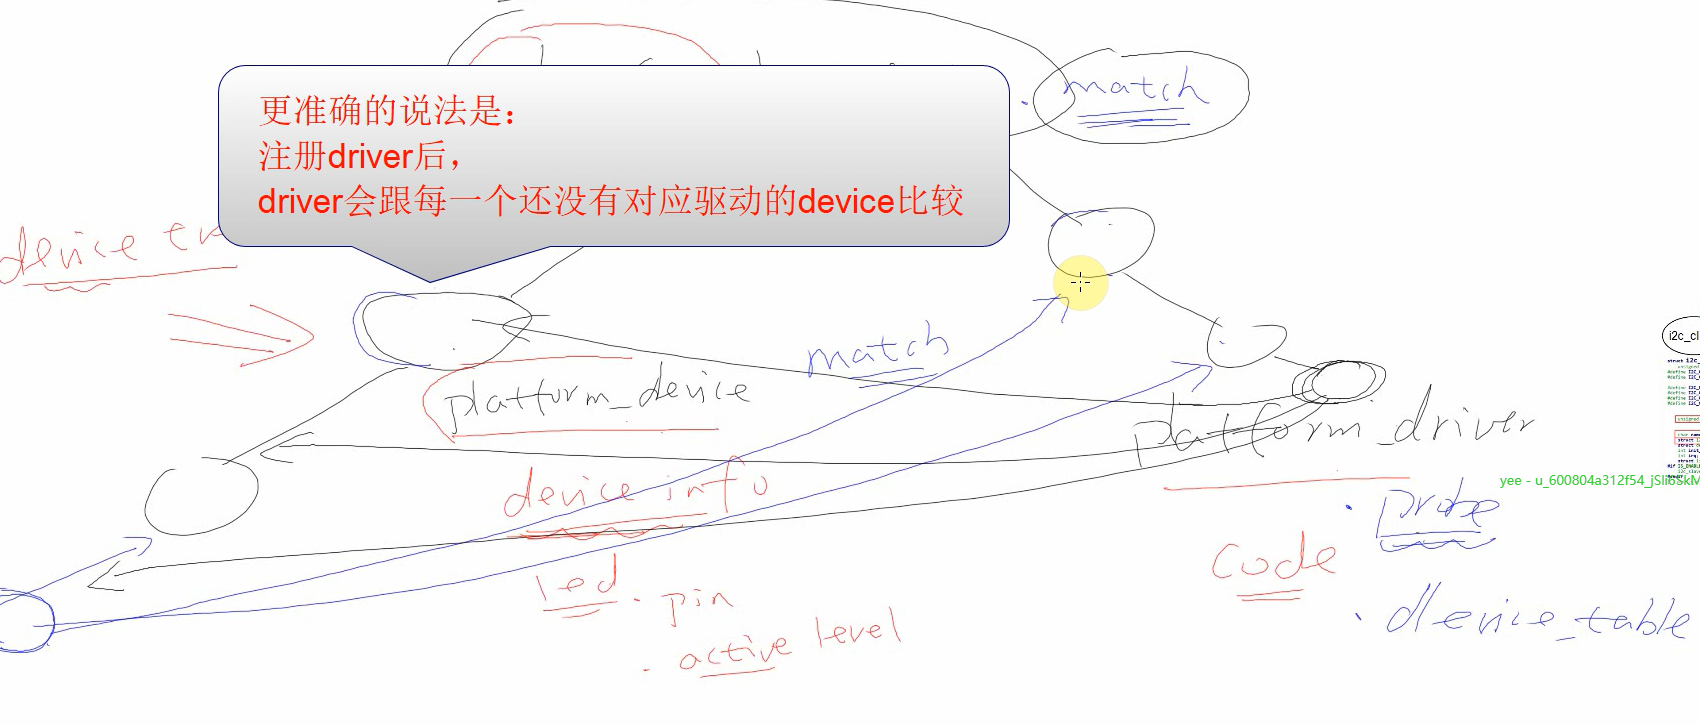 match
更准确的说法是：
注册driver后，
driver会跟每一个还没有对应驱动的device比较
device
match
platform_device
platform_driver
i2c_cl
device info
yee - u_600804a312f54_jSli6SkM
probe
code
led
. pin
. active level
. device_table